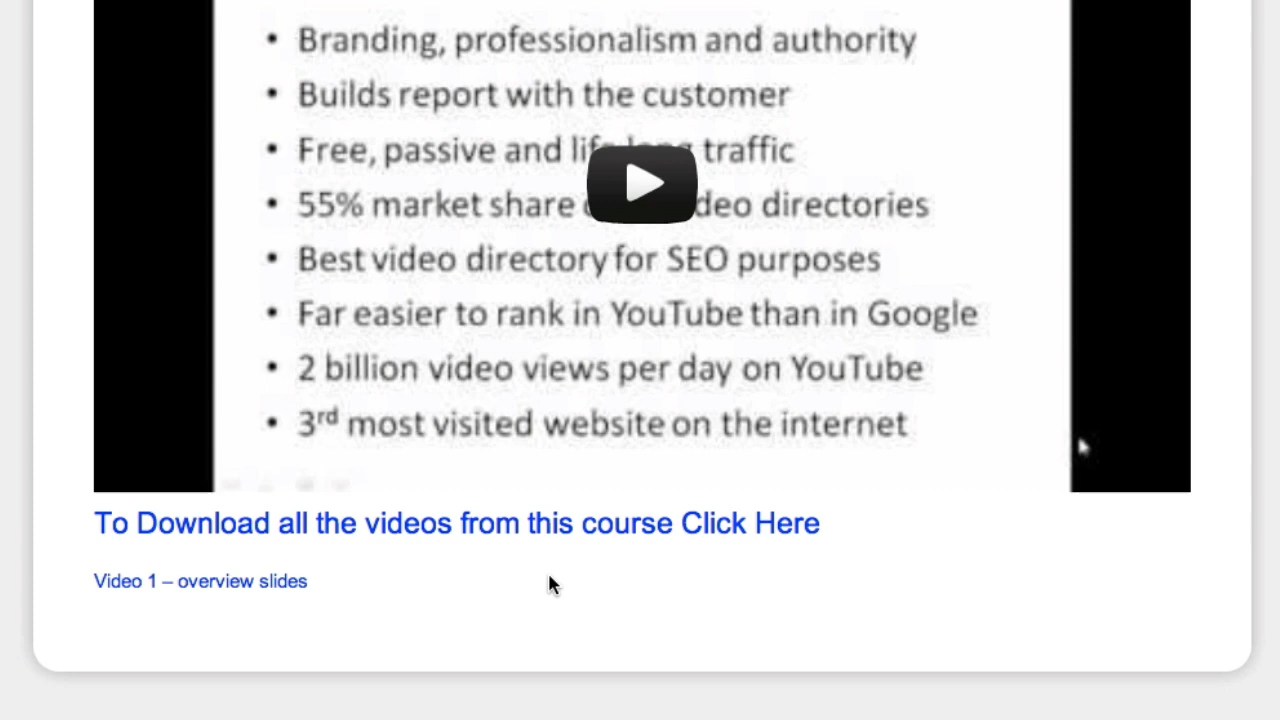 • Branding, professionalism and authority
• Builds report with the customer
• Free, passive and life long traffic
• 55% market share deo directories
• Best video directory for SEO purposes
• Far easier to rank in YouTube than in Google
• 2 billion video views per day on YouTube
• 3rd most visited website on the internet
To Download all the videos from this course Click Here
Video 1 – overview slides